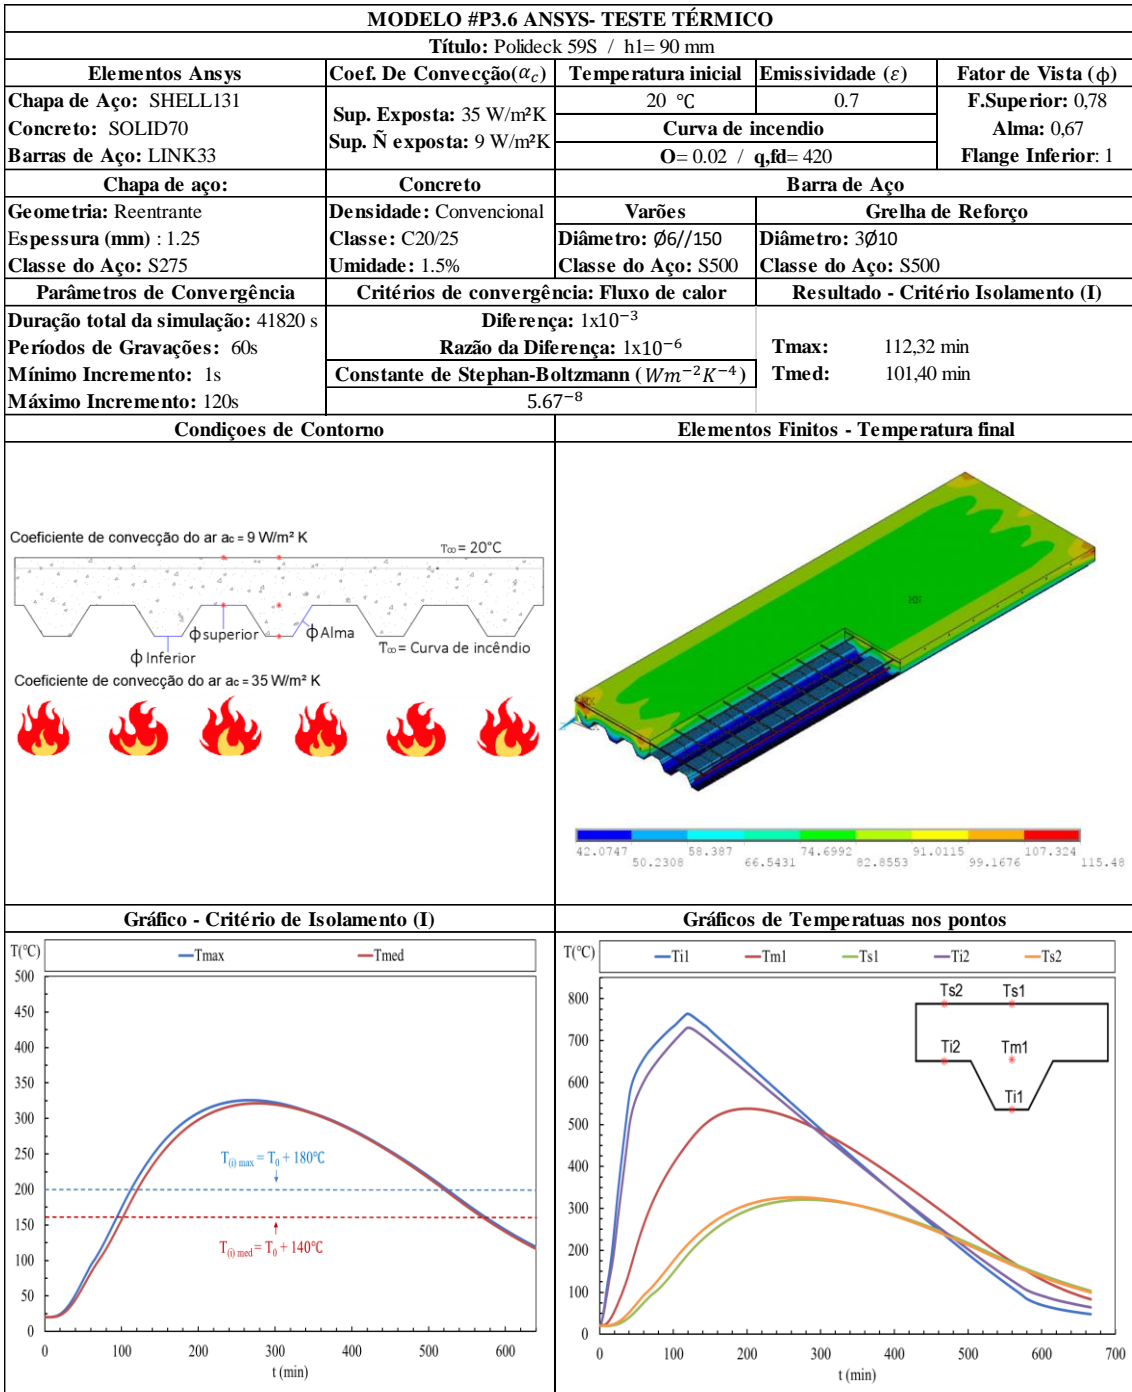 MODELO #P3.6 ANSYS- TESTE TÉRMICO
Título: Polideck 59S / h1= 90 mm
Elementos Ansys
Coef. De Convecção(α_c)
Temperatura inicial
Emissividade (ε)
Fator de Vista (ϕ)
Chapa de Aço: SHELL131
Concreto: SOLID70
Barras de Aço: LINK33
Sup. Exposta: 35 W/m²K
Sup. Ñ exposta: 9 W/m²K
20 °C
0.7
Curva de incendio
O= 0.02 / q,fd= 420
F.Superior: 0,78
Alma: 0,67
Flange Inferior: 1
Chapa de aço:
Concreto
Barra de Aço
Geometria: Reentrante
Espessura (mm) : 1.25
Classe do Aço: S275
Densidade: Convencional
Classe: C20/25
Umidade: 1.5%
Varões
Grelha de Reforço
Diâmetro: Ø6//150
Diâmetro: 3Ø10
Classe do Aço: S500
Classe do Aço: S500
Parâmetros de Convergência
Critérios de convergência: Fluxo de calor
Resultado - Critério Isolamento (I)
Duração total da simulação: 41820 s
Períodos de Gravações: 60s
Mínimo Incremento: 1s
Máximo Incremento: 120s
Diferença: 1x10⁻³
Razão da Diferença: 1x10⁻⁶
Constante de Stephan-Boltzmann ( Wm⁻²K⁻⁴)
5.67⁻⁸
Tmax: 112,32 min
Tmed: 101,40 min
Condiçoes de Contorno
Elementos Finitos - Temperatura final
Coeficiente de convecção do ar ac = 9 W/m² K
T∞ = 20°C
ϕ superior
ϕ Alma
ϕ Inferior
T∞ = Curva de incêndio
Coeficiente de convecção do ar ac = 35 W/m² K
MX
MN
42.0747 58.387 74.6992 91.0115 107.324
50.2308 66.5431 82.8553 99.1676 115.48
Gráfico - Critério de Isolamento (I)
Gráficos de Temperatuas nos pontos
T(°C)
Tmax Tmed
500
450
400
350
300
250
200
150
100
50
0
T(i) max = T0 + 180°C
T(i) med = T0 + 140°C
0 100 200 300 400 500 600
t (min)
T(°C)
Ti1 Tm1 Ts1 Ti2 Ts2
800
700
600
500
400
300
200
100
0
Ts2 Ts1
Ti2 Tm1
Ti1
0 100 200 300 400 500 600 700
t (min)